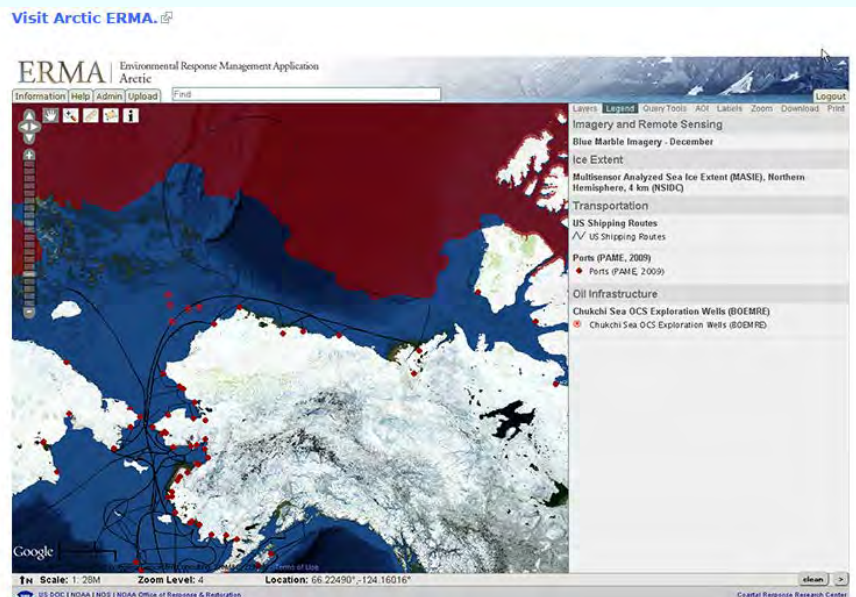 Visit Arctic ERMA.
ERMA Environmental Response Management Application
Arctic
Information Help Admin Upload Find
Logout
Layers Legend Query Tools AOI Labels Zoom Download Print
Imagery and Remote Sensing
Blue Marble Imagery - December
Ice Extent
Multisensor Analyzed Sea Ice Extent (MASIE), Northern
Hemisphere, 4 km (NSIDC)
Transportation
US Shipping Routes
US Shipping Routes
Ports (PAME, 2009)
Ports (PAME, 2009)
Oil Infrastructure
Chukchi Sea OCS Exploration Wells (BOEMRE)
Chukchi Sea OCS Exploration Wells (BOEMRE)
Google
Terms of Use
N Scale: 1: 28M Zoom Level: 4 Location: 66.22490°,-124.16016° clean >
US DOC | NOAA | NOS | NOAA Office of Response & Restoration Coastal Response Research Center